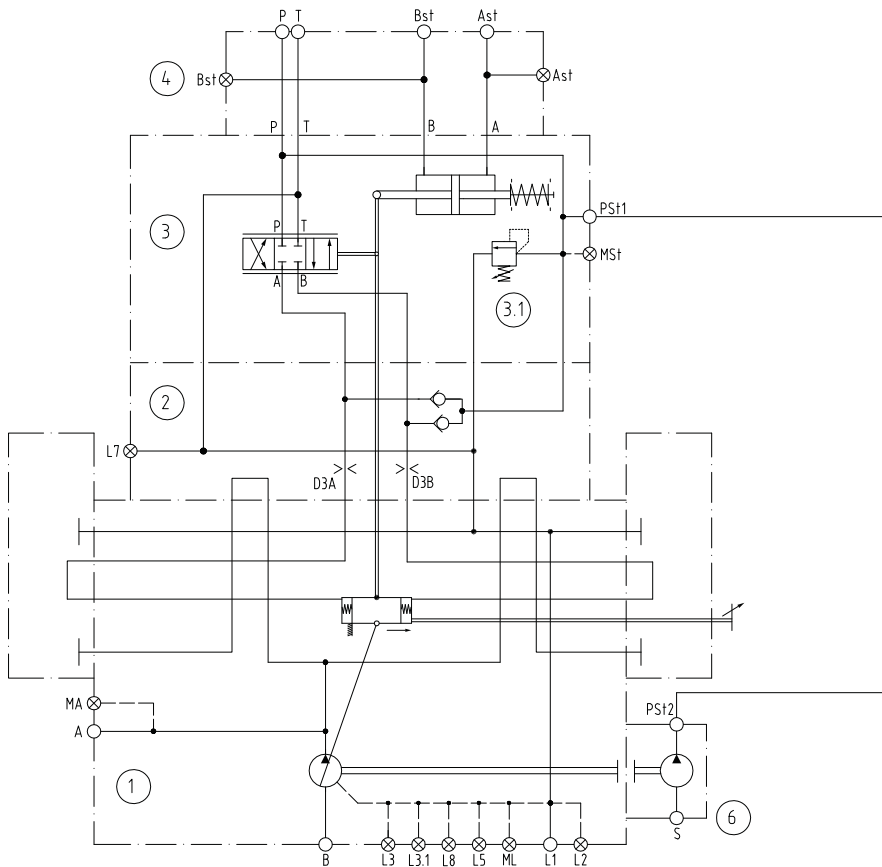 P T Bst Ast
4 Bst Ast
P T B A
3 P T PSt1
MSt
A B
3.1
2
L7
D3A D3B
MA
PSt2
A
1
6
S
B L3 L3.1 L8 L5 ML L1 L2